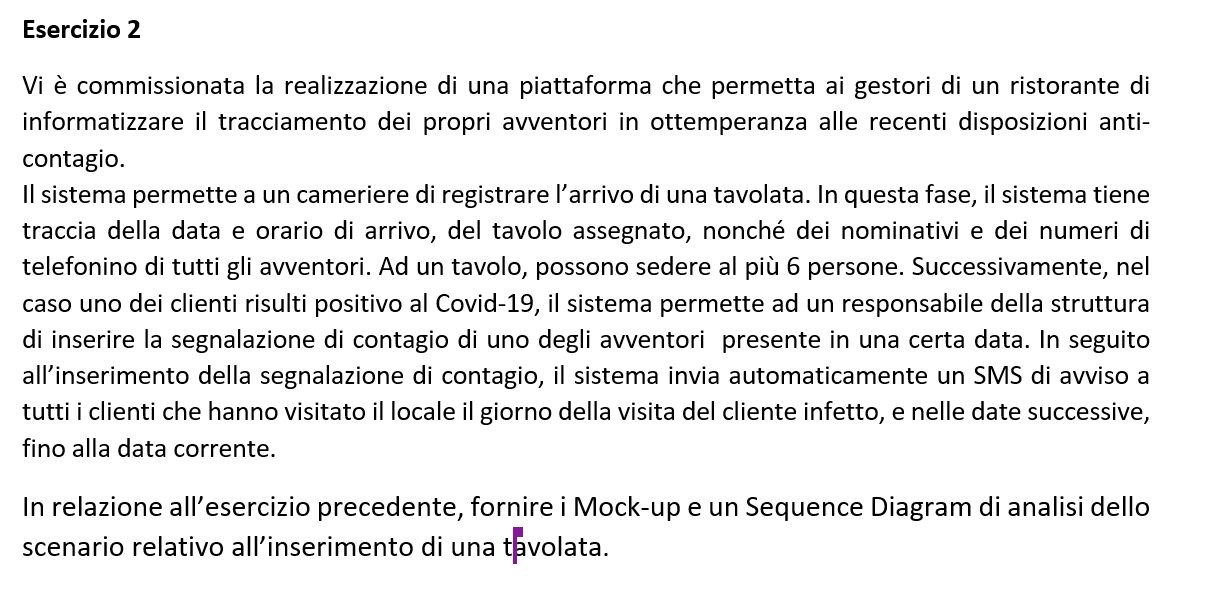 Esercizio 2
Vi è commissionata la realizzazione di una piattaforma che permetta ai gestori di un ristorante di
informatizzare il tracciamento dei propri avventori in ottemperanza alle recenti disposizioni anti-
contagio.
Il sistema permette a un cameriere di registrare l’arrivo di una tavolata. In questa fase, il sistema tiene
traccia della data e orario di arrivo, del tavolo assegnato, nonché dei nominativi e dei numeri di
telefonino di tutti gli avventori. Ad un tavolo, possono sedere al più 6 persone. Successivamente, nel
caso uno dei clienti risulti positivo al Covid-19, il sistema permette ad un responsabile della struttura
di inserire la segnalazione di contagio di uno degli avventori  presente in una certa data. In seguito
all’inserimento della segnalazione di contagio, il sistema invia automaticamente un SMS di avviso a
tutti i clienti che hanno visitato il locale il giorno della visita del cliente infetto, e nelle date successive,
fino alla data corrente.
In relazione all’esercizio precedente, fornire i Mock-up e un Sequence Diagram di analisi dello
scenario relativo all’inserimento di una tavolata.